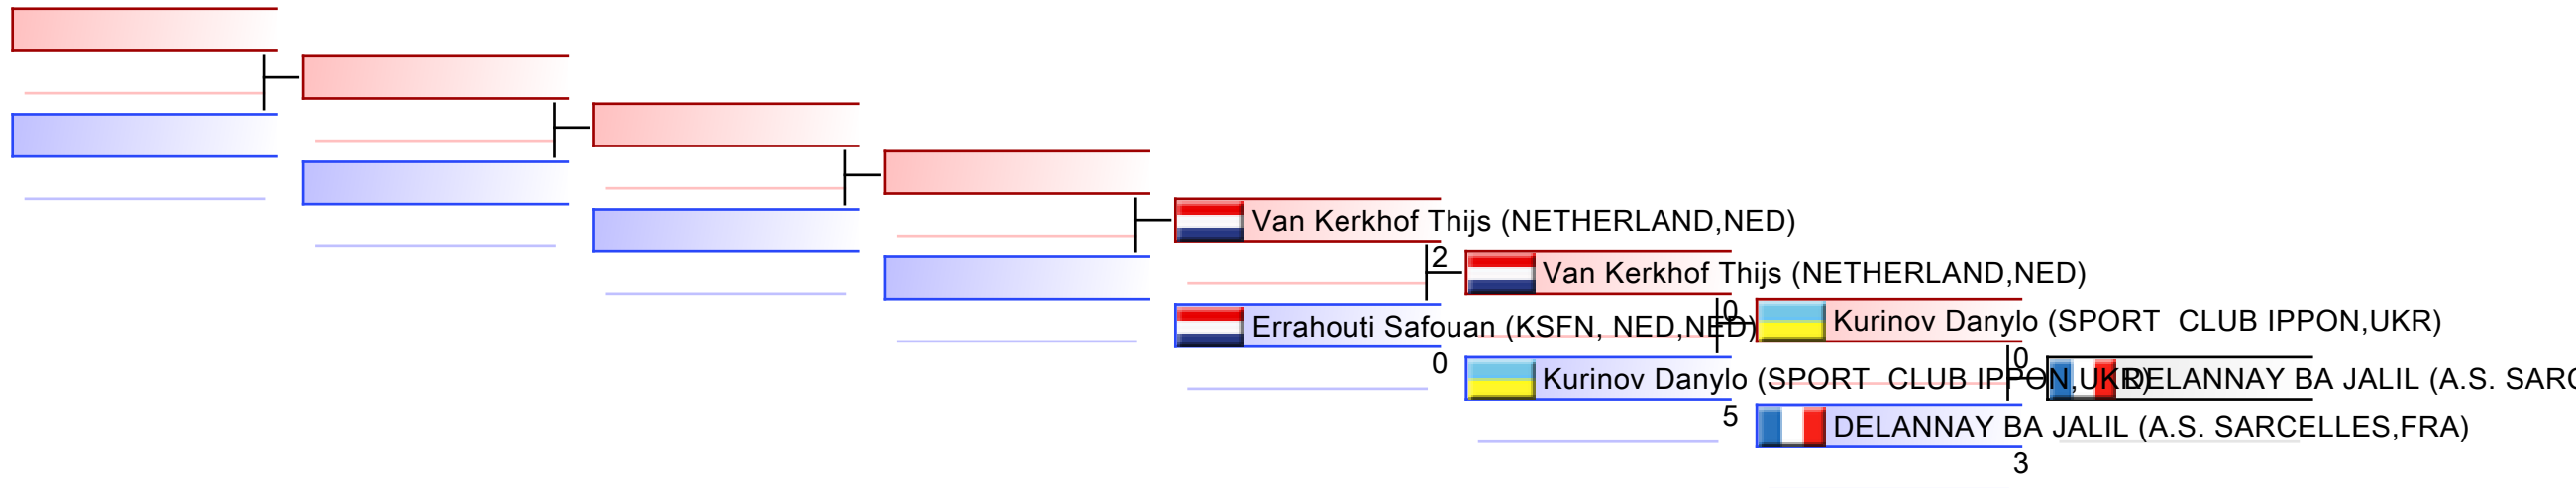 Van Kerkhof Thijs (NETHERLAND,NED)
2
Van Kerkhof Thijs (NETHERLAND,NED)
Errahouti Safouan (KSFN, NED,NED)
0
0
Kurinov Danylo (SPORT CLUB IPPON,UKR)
Kurinov Danylo (SPORT CLUB IPPON,UKR)
5
0
DELANNAY BA JALIL (A.S. SARC
DELANNAY BA JALIL (A.S. SARCELLES,FRA)
3